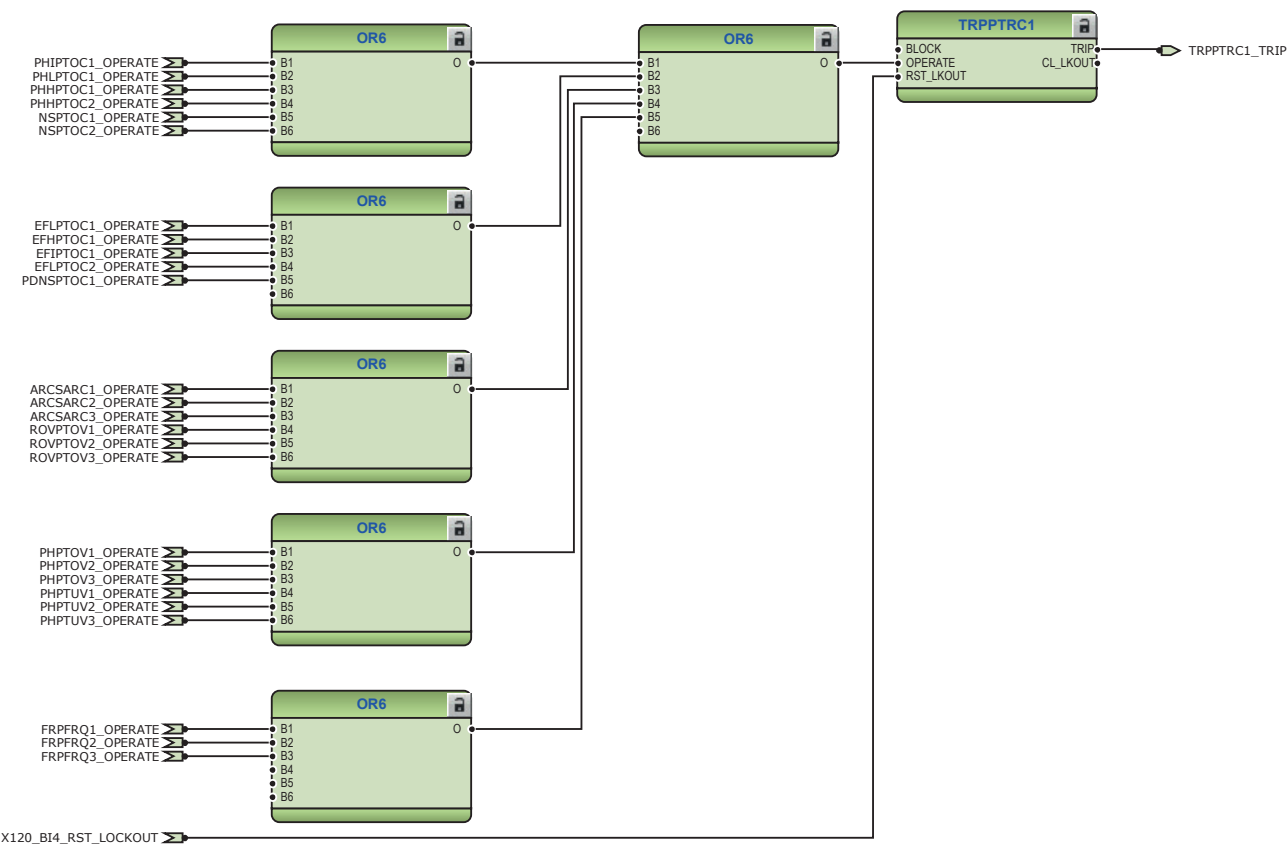 OR6
PHIPTOC1_OPERATE B1 O
PHLPTOC1_OPERATE B2
PHHPTOC1_OPERATE B3
PHHPTOC2_OPERATE B4
NSPTOC1_OPERATE B5
NSPTOC2_OPERATE B6
OR6
B1 O
B2
B3
B4
B5
B6
TRPPTRC1
BLOCK TRIP TRPPTRC1_TRIP
OPERATE CL_LKOUT
RST_LKOUT
OR6
EFLPTOC1_OPERATE B1 O
EFHPTOC1_OPERATE B2
EFIPTOC1_OPERATE B3
EFLPTOC2_OPERATE B4
PDNSPTOC1_OPERATE B5
B6
OR6
ARCSARC1_OPERATE B1 O
ARCSARC2_OPERATE B2
ARCSARC3_OPERATE B3
ROVPTOV1_OPERATE B4
ROVPTOV2_OPERATE B5
ROVPTOV3_OPERATE B6
OR6
PHPTOV1_OPERATE B1 O
PHPTOV2_OPERATE B2
PHPTOV3_OPERATE B3
PHPTUV1_OPERATE B4
PHPTUV2_OPERATE B5
PHPTUV3_OPERATE B6
OR6
FRPFRQ1_OPERATE B1 O
FRPFRQ2_OPERATE B2
FRPFRQ3_OPERATE B3
B4
B5
B6
X120_BI4_RST_LOCKOUT